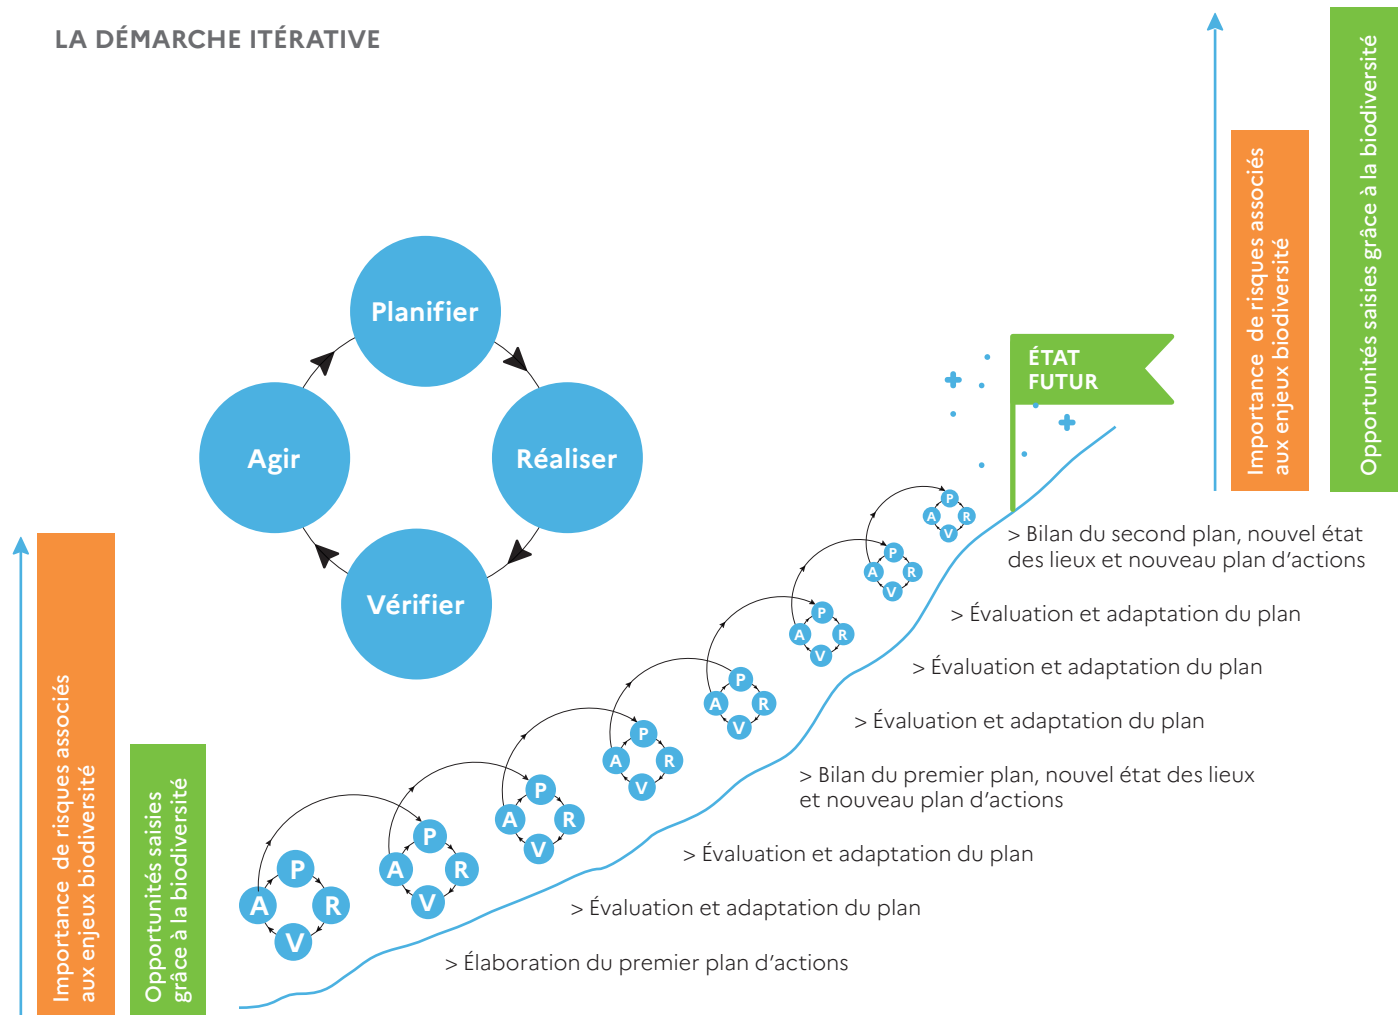 LA DÉMARCHE ITÉRATIVE
Planifier
Réaliser
Vérifier
Agir
Importance de risques associés
aux enjeux biodiversité
Opportunités saisies
grâce à la biodiversité
P
R
V
A
P
R
V
A
P
R
V
A
P
R
V
A
P
R
V
A
P
R
V
A
P
R
V
A
P
R
V
A
ÉTAT
FUTUR
Importance de risques associés
aux enjeux biodiversité
Opportunités saisies grâce à la biodiversité
> Bilan du second plan, nouvel état
des lieux et nouveau plan d’actions
> Évaluation et adaptation du plan
> Évaluation et adaptation du plan
> Évaluation et adaptation du plan
> Bilan du premier plan, nouvel état des lieux
et nouveau plan d’actions
> Évaluation et adaptation du plan
> Évaluation et adaptation du plan
> Élaboration du premier plan d’actions